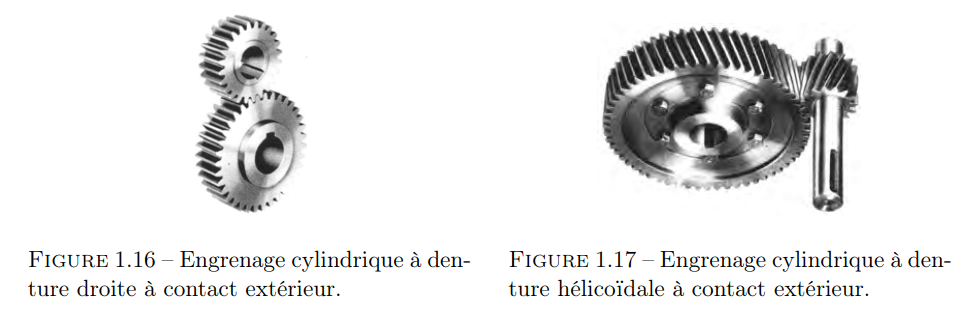 FIGURE 1.16 – Engrenage cylindrique à den-
ture droite à contact extérieur.
FIGURE 1.17 – Engrenage cylindrique à den-
ture hélicoïdale à contact extérieur.